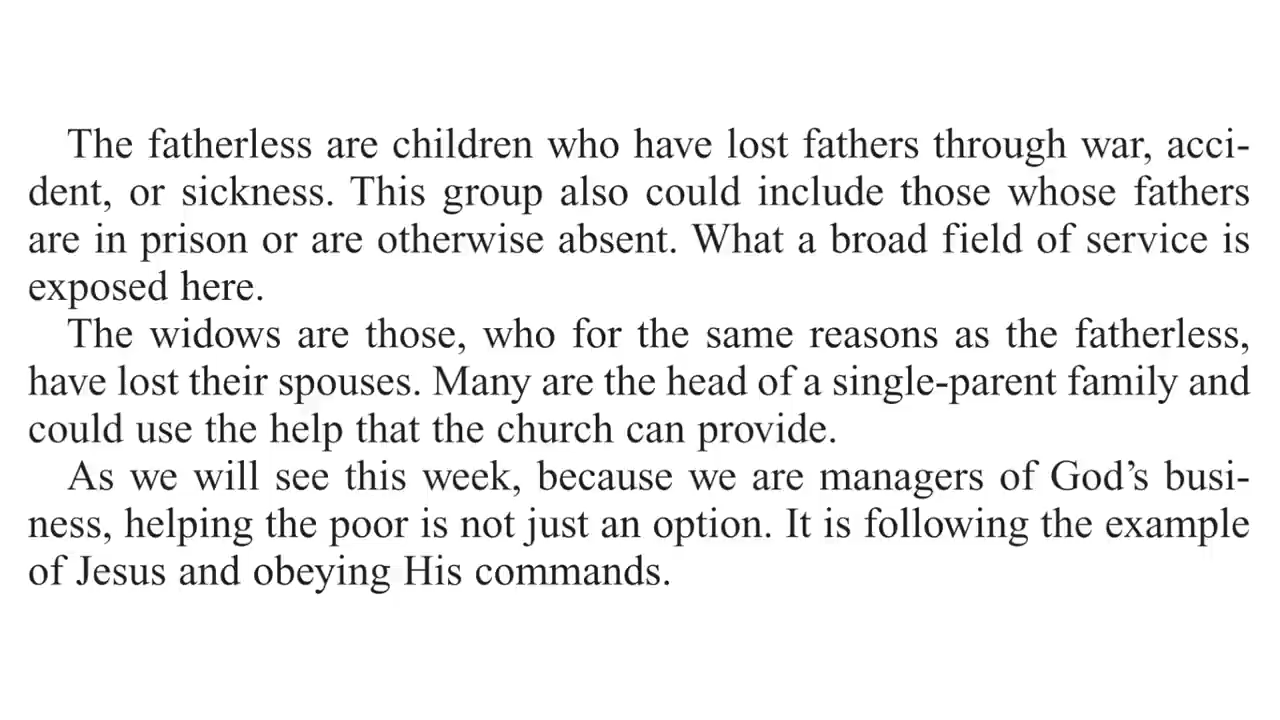 The fatherless are children who have lost fathers through war, acci-
dent, or sickness. This group also could include those whose fathers
are in prison or are otherwise absent. What a broad field of service is
exposed here.
The widows are those, who for the same reasons as the fatherless,
have lost their spouses. Many are the head of a single-parent family and
could use the help that the church can provide.
As we will see this week, because we are managers of God’s busi-
ness, helping the poor is not just an option. It is following the example
of Jesus and obeying His commands.